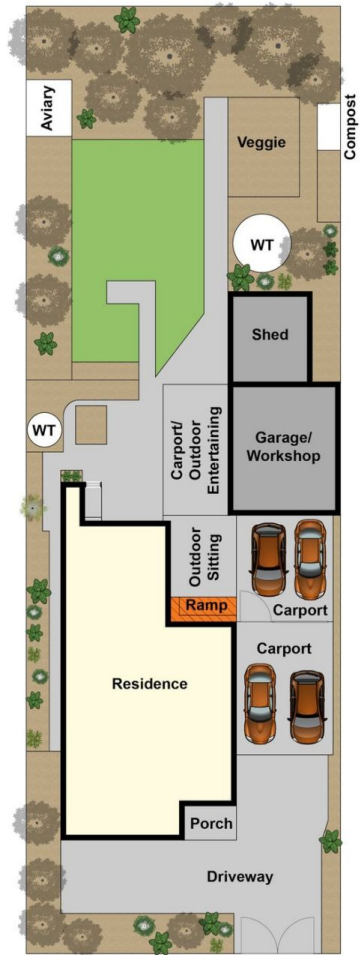 Aviary
Compost
Veggie
WT
Shed
WT
Carport/
Outdoor
Entertaining
Garage/
Workshop
Outdoor
Sitting
Ramp
Carport
Carport
Residence
Porch
Driveway